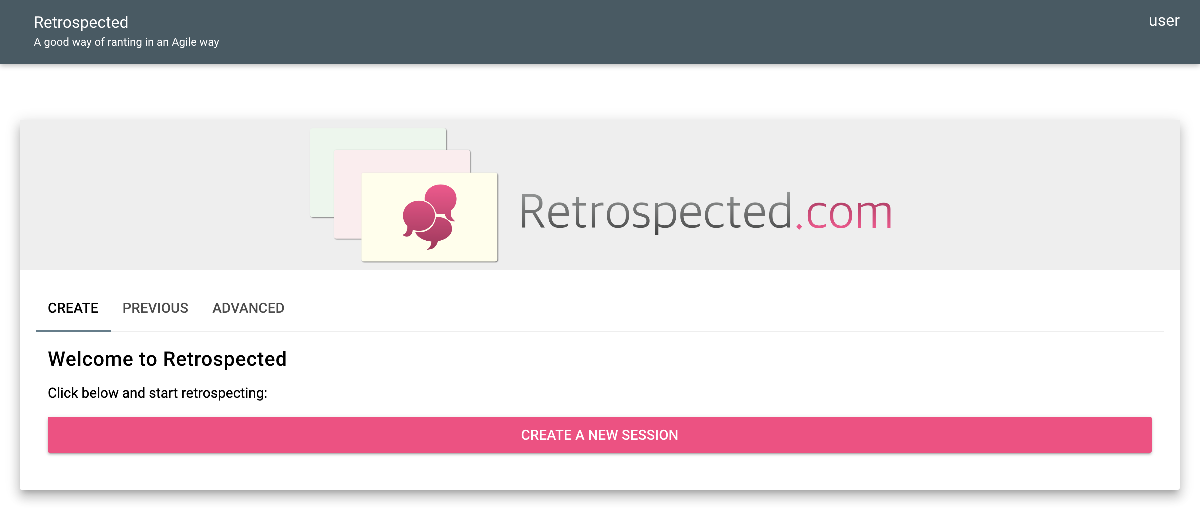 Retrospected
A good way of ranting in an Agile way
user
Retrospected.com
CREATE PREVIOUS ADVANCED
Welcome to Retrospected
Click below and start retrospecting:
CREATE A NEW SESSION